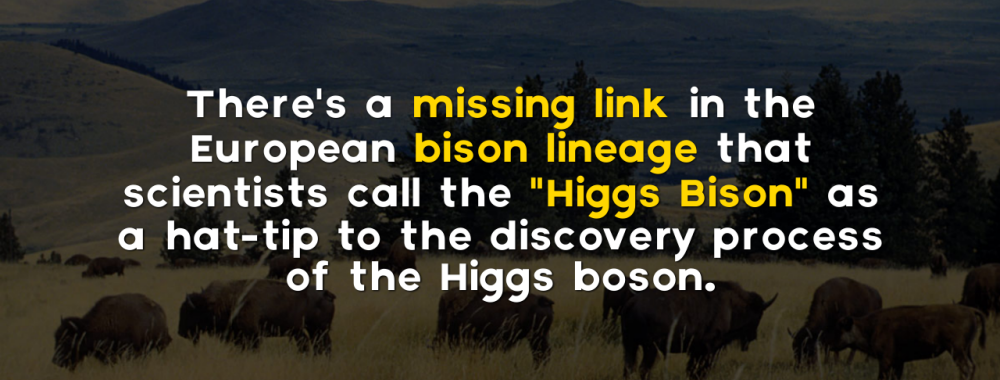 There's a missing link in the
European bison lineage that
scientists call the "Higgs Bison" as
a hat-tip to the discovery process
of the Higgs boson.